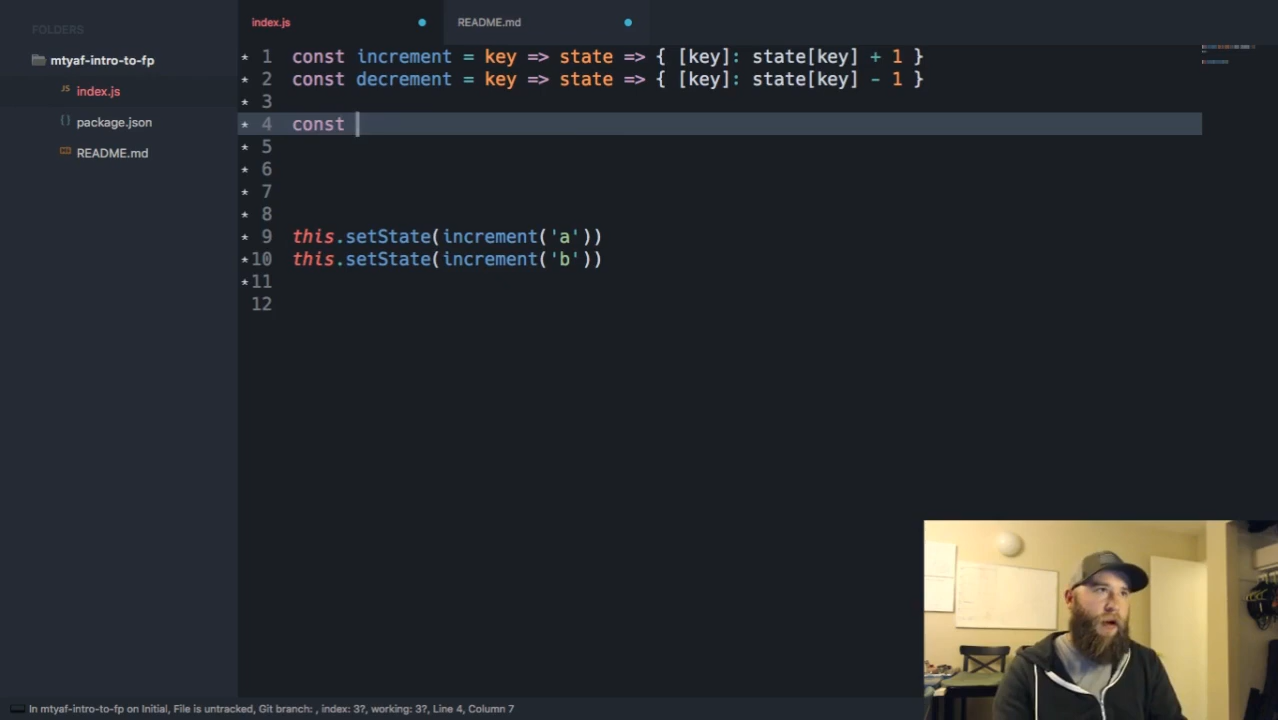 index.js
README.md
FOLDERS
mtyaf-intro-to-fp
JS index.js
package.json
README.md
* 1 const increment = key => state => { [key]: state[key] + 1 }
* 2 const decrement = key => state => { [key]: state[key] - 1 }
* 3
* 4 const
* 5
* 6
* 7
* 8
* 9 this.setState(increment('a'))
*10 this.setState(increment('b'))
*11
12
In mtyaf-intro-to-fp on Initial, File is untracked, Git branch: , index: 3?, working: 3?, Line 4, Column 7